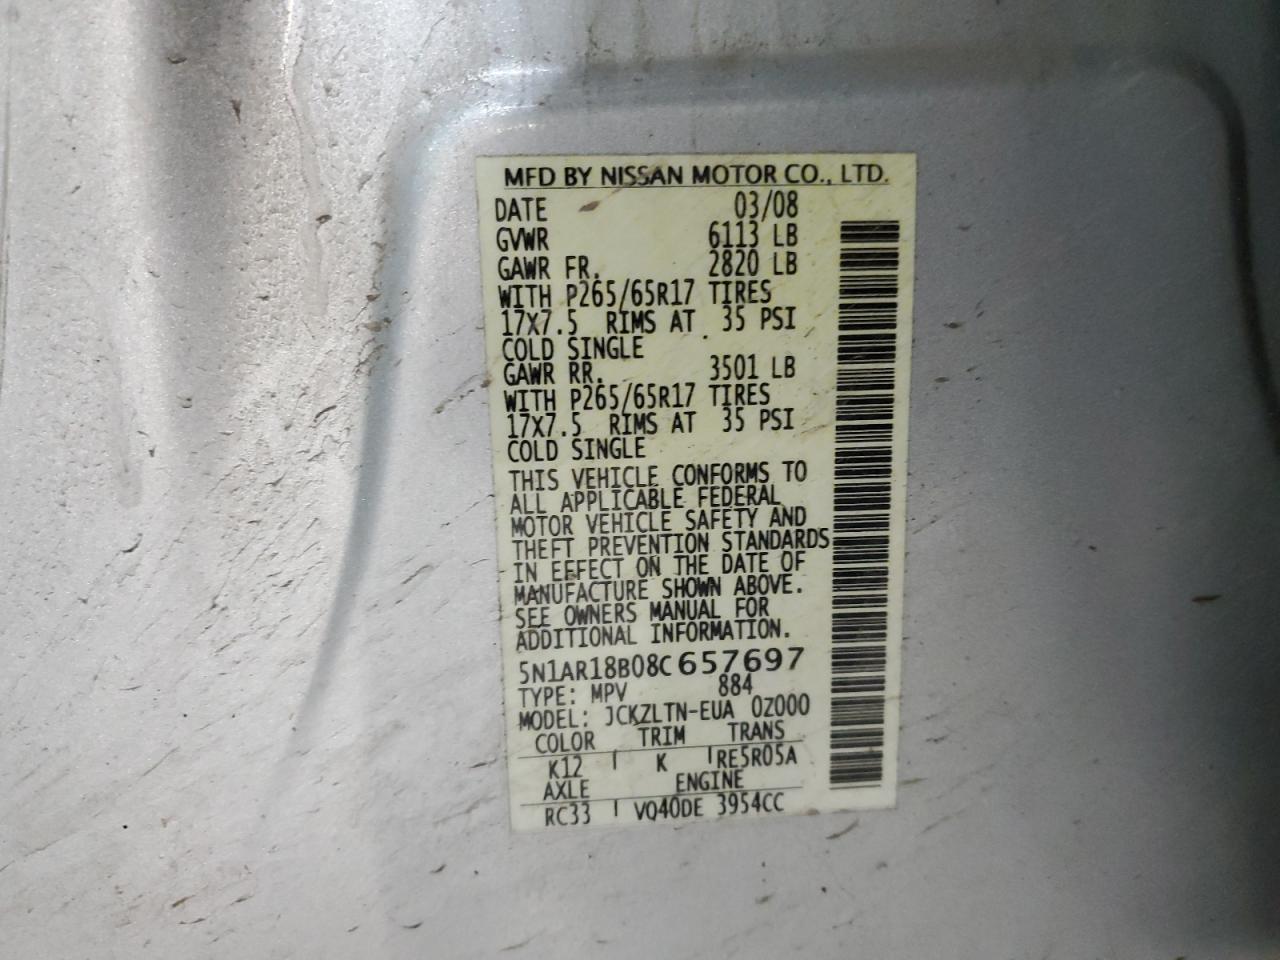 MFD BY NISSAN MOTOR CO., LTD.
DATE 03/08
GVWR 6113 LB
GAWR FR. 2820 LB
WITH P265/65R17 TIRES
17X7.5 RIMS AT 35 PSI
COLD SINGLE
GAWR RR. 3501 LB
WITH P265/65R17 TIRES
17X7.5 RIMS AT 35 PSI
COLD SINGLE
THIS VEHICLE CONFORMS TO
ALL APPLICABLE FEDERAL
MOTOR VEHICLE SAFETY AND
THEFT PREVENTION STANDARDS
IN EFFECT ON THE DATE OF
MANUFACTURE SHOWN ABOVE.
SEE OWNERS MANUAL FOR
ADDITIONAL INFORMATION.
5N1AR18B08C657697
TYPE: MPV 884
MODEL: JCKZLTN-EUA 0Z000
COLOR TRIM TRANS
K12 K RE5R05A
AXLE ENGINE
RC33 VQ40DE 3954CC